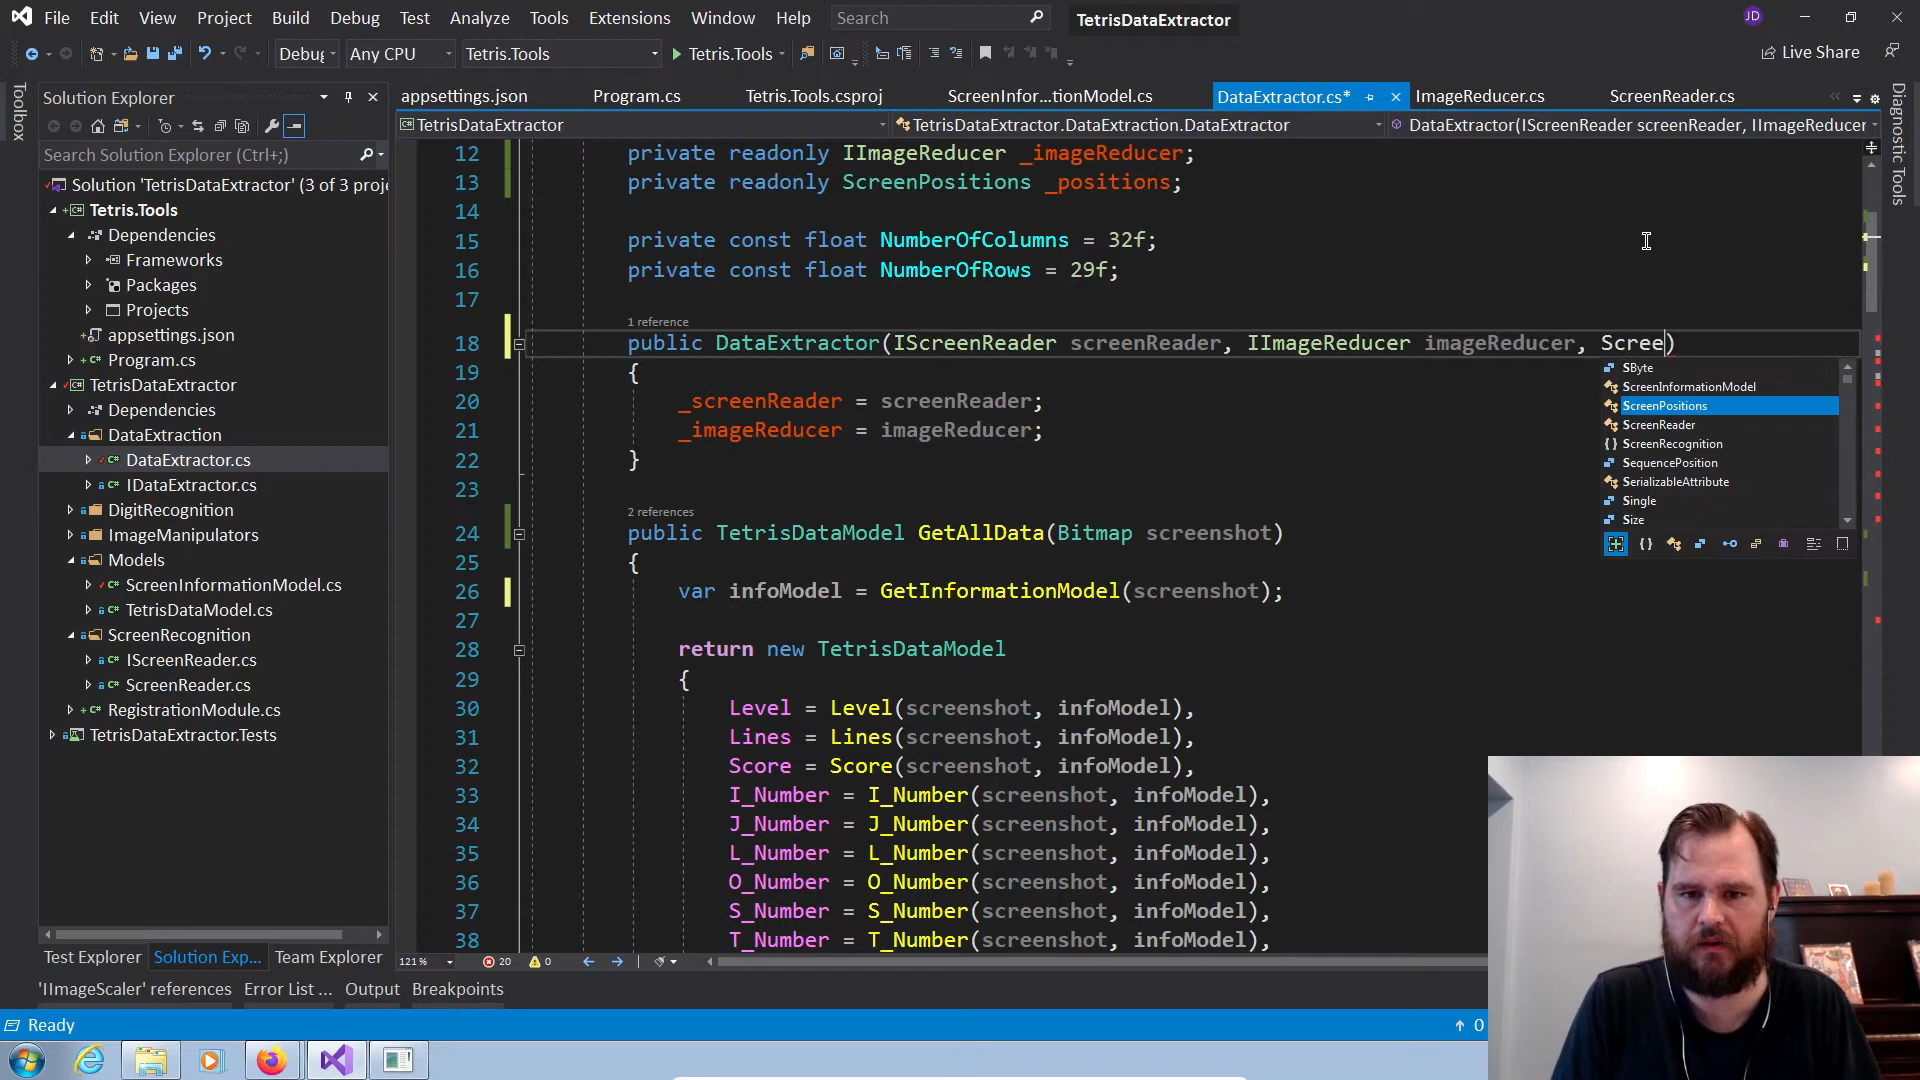 File Edit View Project Build Debug Test Analyze Tools Extensions Window Help Search TetrisDataExtractor JD
Debug Any CPU Tetris.Tools Tetris.Tools Live Share
Toolbox
Solution Explorer
Search Solution Explorer (Ctrl+;)
Solution 'TetrisDataExtractor' (3 of 3 proje
Tetris.Tools
Dependencies
Frameworks
Packages
Projects
appsettings.json
Program.cs
TetrisDataExtractor
Dependencies
DataExtraction
DataExtractor.cs
IDataExtractor.cs
DigitRecognition
ImageManipulators
Models
ScreenInformationModel.cs
TetrisDataModel.cs
ScreenRecognition
IScreenReader.cs
ScreenReader.cs
RegistrationModule.cs
TetrisDataExtractor.Tests
Test Explorer Solution Exp... Team Explorer
appsettings.json Program.cs Tetris.Tools.csproj ScreenInfor...tionModel.cs DataExtractor.cs* ImageReducer.cs ScreenReader.cs
TetrisDataExtractor TetrisDataExtractor.DataExtraction.DataExtractor DataExtractor(IScreenReader screenReader, IImageReducer
12 private readonly IImageReducer _imageReducer;
13 private readonly ScreenPositions _positions;
14
15 private const float NumberOfColumns = 32f;
16 private const float NumberOfRows = 29f;
17
1 reference
18 public DataExtractor(IScreenReader screenReader, IImageReducer imageReducer, Scree)
19 {
20 _screenReader = screenReader;
21 _imageReducer = imageReducer;
22 }
23
2 references
24 public TetrisDataModel GetAllData(Bitmap screenshot)
25 {
26 var infoModel = GetInformationModel(screenshot);
27
28 return new TetrisDataModel
29 {
30 Level = Level(screenshot, infoModel),
31 Lines = Lines(screenshot, infoModel),
32 Score = Score(screenshot, infoModel),
33 I_Number = I_Number(screenshot, infoModel),
34 J_Number = J_Number(screenshot, infoModel),
35 L_Number = L_Number(screenshot, infoModel),
36 O_Number = O_Number(screenshot, infoModel),
37 S_Number = S_Number(screenshot, infoModel),
38 T_Number = T_Number(screenshot, infoModel),
SByte
ScreenInformationModel
ScreenPositions
ScreenReader
ScreenRecognition
SequencePosition
SerializableAttribute
Single
Size
Diagnostic Tools
121 % 20 0
'IImageScaler' references Error List ... Output Breakpoints
Ready 0